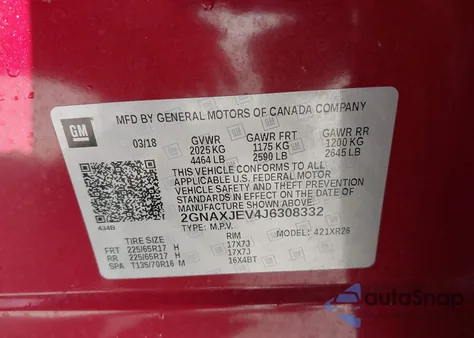 MFD BY GENERAL MOTORS OF CANADA COMPANY
GM
03/18 GVWR GAWR FRT GAWR RR
2025 KG 1175 KG 1200 KG
4464 LB 2590 LB 2645 LB
THIS VEHICLE CONFORMS TO ALL
APPLICABLE U.S. FEDERAL MOTOR
VEHICLE SAFETY AND THEFT PREVENTION
STANDARDS IN EFFECT ON THE DATE OF
MANUFACTURE SHOWN ABOVE.
2GNAXJEV4J6308332
434B TYPE: M.P.V. MODEL: 421XR26
TIRE SIZE RIM
FRT 225/65R17 H 17X7J
RR 225/65R17 H 17X7J
SPA T135/70R16 M 16X4BT
autoSnap